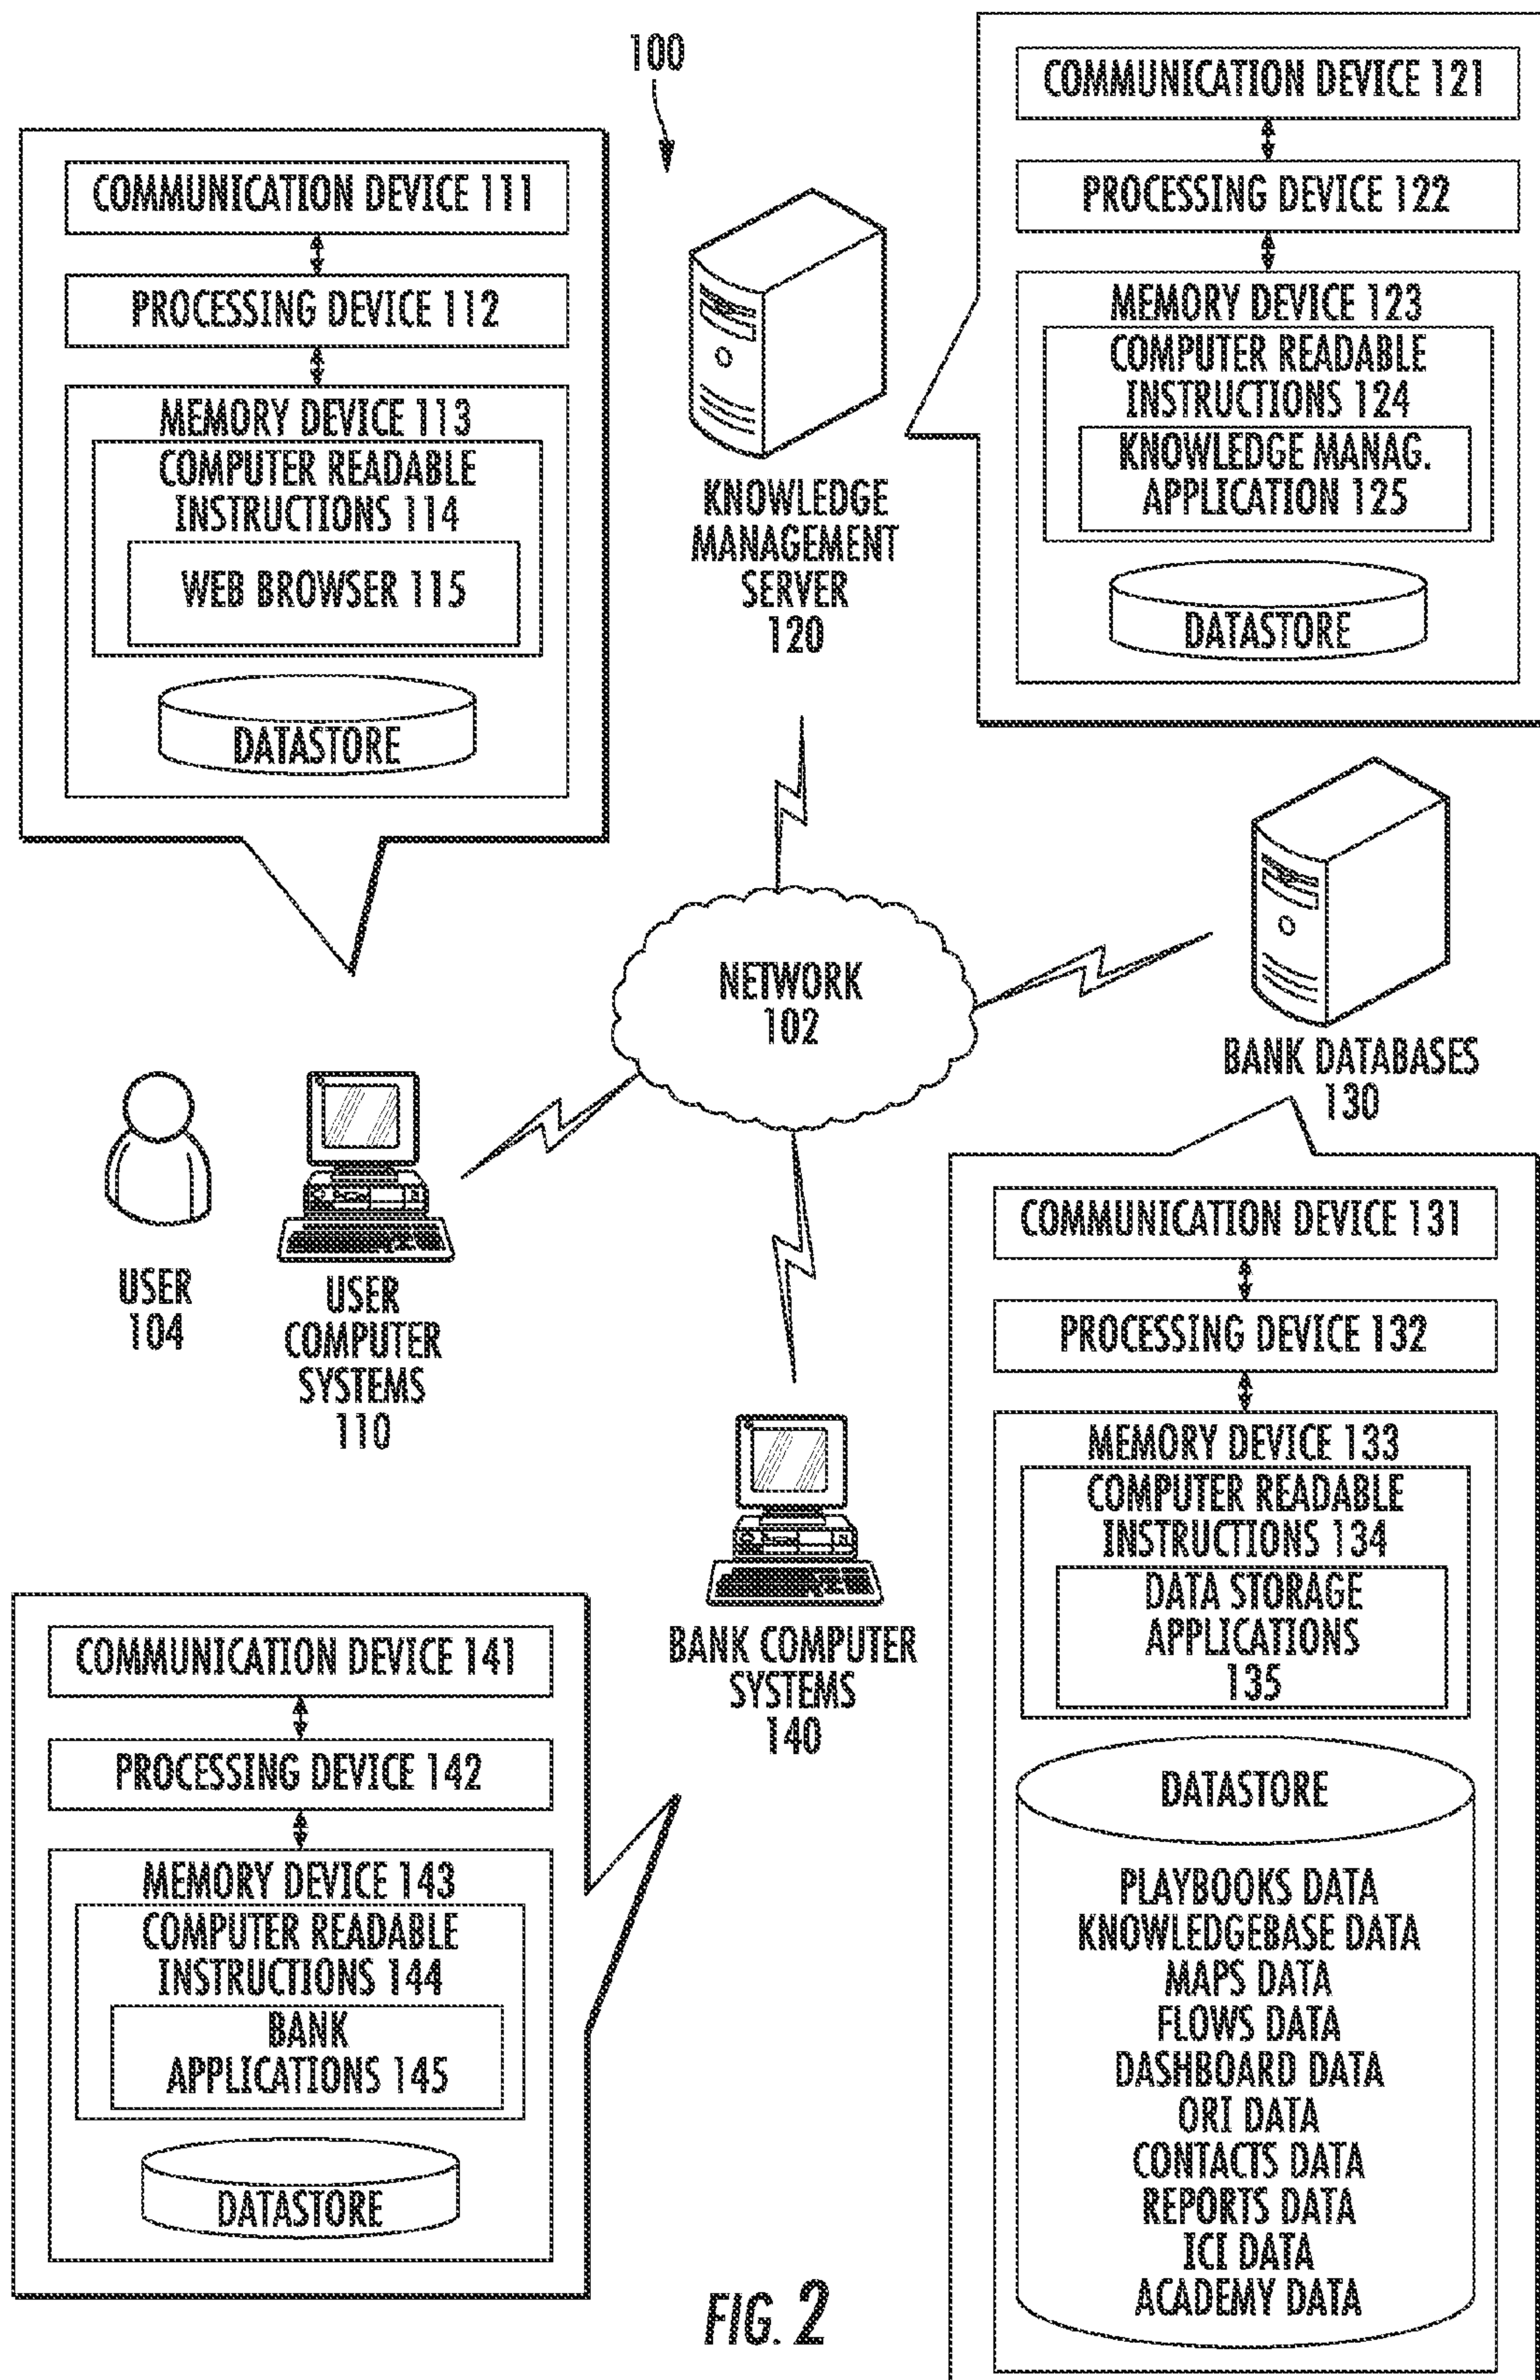 100
COMMUNICATION DEVICE 111
PROCESSING DEVICE 112
MEMORY DEVICE 113
COMPUTER READABLE
INSTRUCTIONS 114
WEB BROWSER 115
DATASTORE
KNOWLEDGE
MANAGEMENT
SERVER
120
COMMUNICATION DEVICE 121
PROCESSING DEVICE 122
MEMORY DEVICE 123
COMPUTER READABLE
INSTRUCTIONS 124
KNOWLEDGE MANAG.
APPLICATION 125
DATASTORE
NETWORK
102
BANK DATABASES
130
USER
104
USER
COMPUTER
SYSTEMS
110
BANK COMPUTER
SYSTEMS
140
COMMUNICATION DEVICE 131
PROCESSING DEVICE 132
MEMORY DEVICE 133
COMPUTER READABLE
INSTRUCTIONS 134
DATA STORAGE
APPLICATIONS
135
DATASTORE
PLAYBOOKS DATA
KNOWLEDGEBASE DATA
MAPS DATA
FLOWS DATA
DASHBOARD DATA
ORI DATA
CONTACTS DATA
REPORTS DATA
ICI DATA
ACADEMY DATA
COMMUNICATION DEVICE 141
PROCESSING DEVICE 142
MEMORY DEVICE 143
COMPUTER READABLE
INSTRUCTIONS 144
BANK
APPLICATIONS 145
DATASTORE
FIG. 2